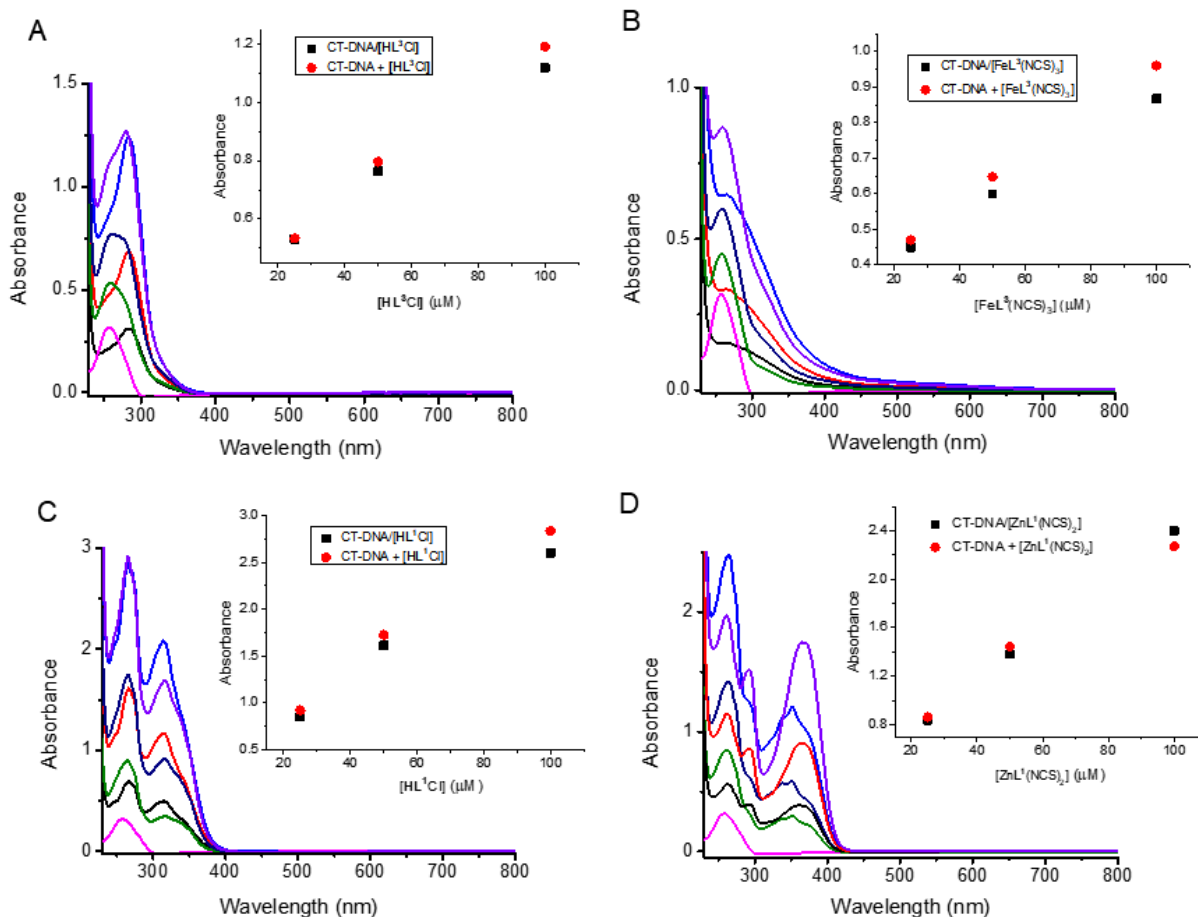 A
CT-DNA/[HL³Cl]
CT-DNA + [HL³Cl]
Absorbance
1.2
1.0
0.8
0.6
20 40 60 80 100
[HL³Cl] (µM)
Absorbance
1.5
1.0
0.5
0.0
300 400 500 600 700 800
Wavelength (nm)
B
CT-DNA/[FeL³(NCS)₃]
CT-DNA + [FeL³(NCS)₃]
Absorbance
1.0
0.9
0.8
0.7
0.6
0.5
0.4
20 40 60 80 100
[FeL³(NCS)₃] (µM)
Absorbance
1.0
0.5
0.0
300 400 500 600 700 800
Wavelength (nm)
C
CT-DNA/[HL¹Cl]
CT-DNA + [HL¹Cl]
Absorbance
3.0
2.5
2.0
1.5
1.0
0.5
20 40 60 80 100
[HL¹Cl] (µM)
Absorbance
3
2
1
0
300 400 500 600 700 800
Wavelength (nm)
D
CT-DNA/[ZnL¹(NCS)₂]
CT-DNA + [ZnL¹(NCS)₂]
Absorbance
2.4
2.0
1.6
1.2
0.8
20 40 60 80 100
[ZnL¹(NCS)₂] (µM)
Absorbance
2
1
0
300 400 500 600 700 800
Wavelength (nm)